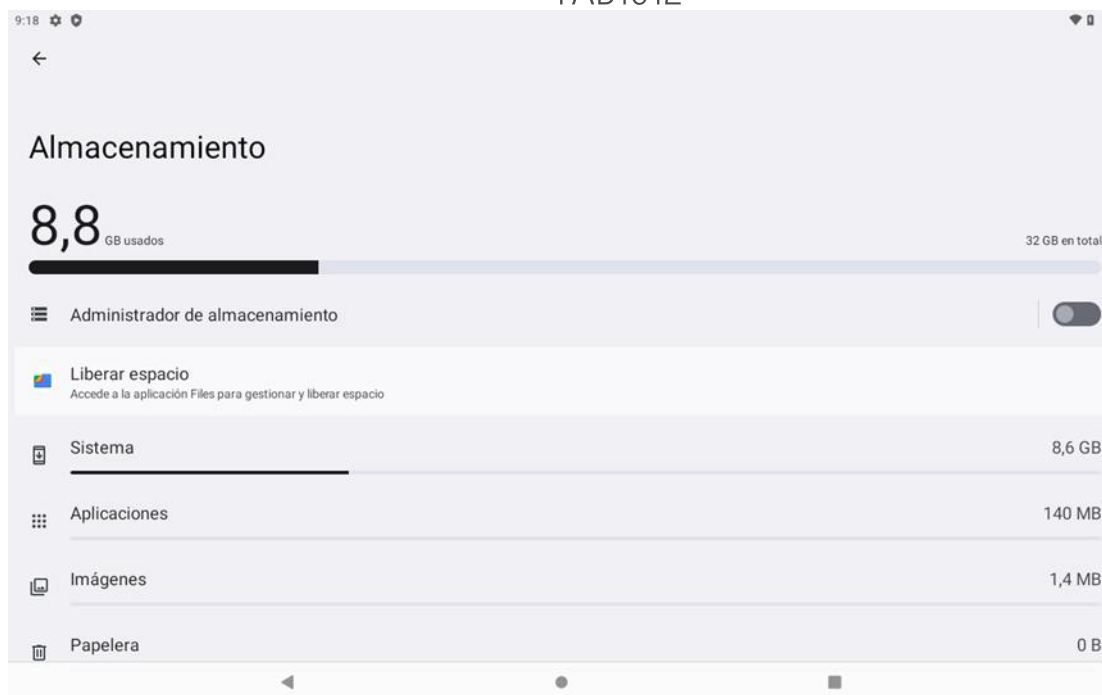 9:18
Almacenamiento
8,8 GB usados
32 GB en total
Administrador de almacenamiento
Liberar espacio
Accede a la aplicación Files para gestionar y liberar espacio
Sistema
8,6 GB
Aplicaciones
140 MB
Imágenes
1,4 MB
Papelera
0 B